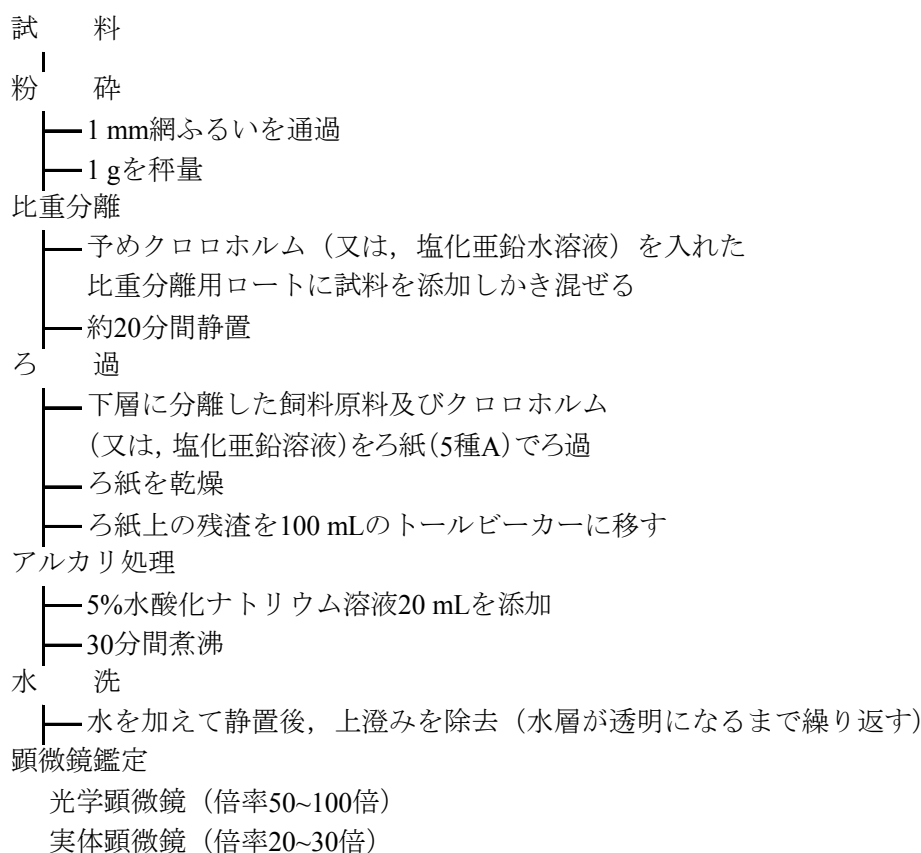 試　　料
粉　　砕
1 mm網ふるいを通過
1 gを秤量
比重分離
予めクロロホルム（又は，塩化亜鉛水溶液）を入れた
比重分離用ロートに試料を添加しかき混ぜる
約20分間静置
ろ　　過
下層に分離した飼料原料及びクロロホルム
（又は, 塩化亜鉛溶液）をろ紙（5種A）でろ過
ろ紙を乾燥
ろ紙上の残渣を100 mLのトールビーカーに移す
アルカリ処理
5%水酸化ナトリウム溶液20 mLを添加
30分間煮沸
水　　洗
水を加えて静置後，上澄みを除去（水層が透明になるまで繰り返す）
顕微鏡鑑定
光学顕微鏡（倍率50~100倍）
実体顕微鏡（倍率20~30倍）